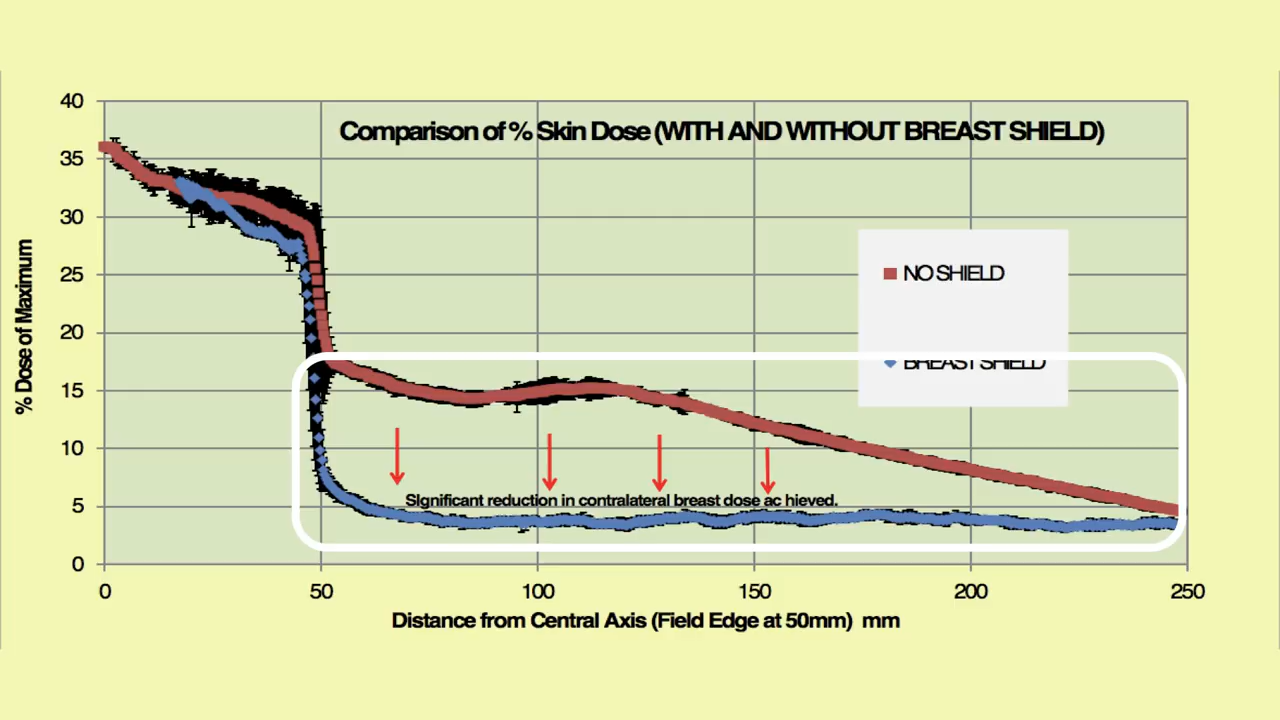 Comparison of % Skin Dose (WITH AND WITHOUT BREAST SHIELD)
40
35
30
25
20
15
10
5
0
% Dose of Maximum
NO SHIELD
BREAST SHIELD
Significant reduction in contralateral breast dose ac hieved.
0 50 100 150 200 250
Distance from Central Axis (Field Edge at 50mm) mm